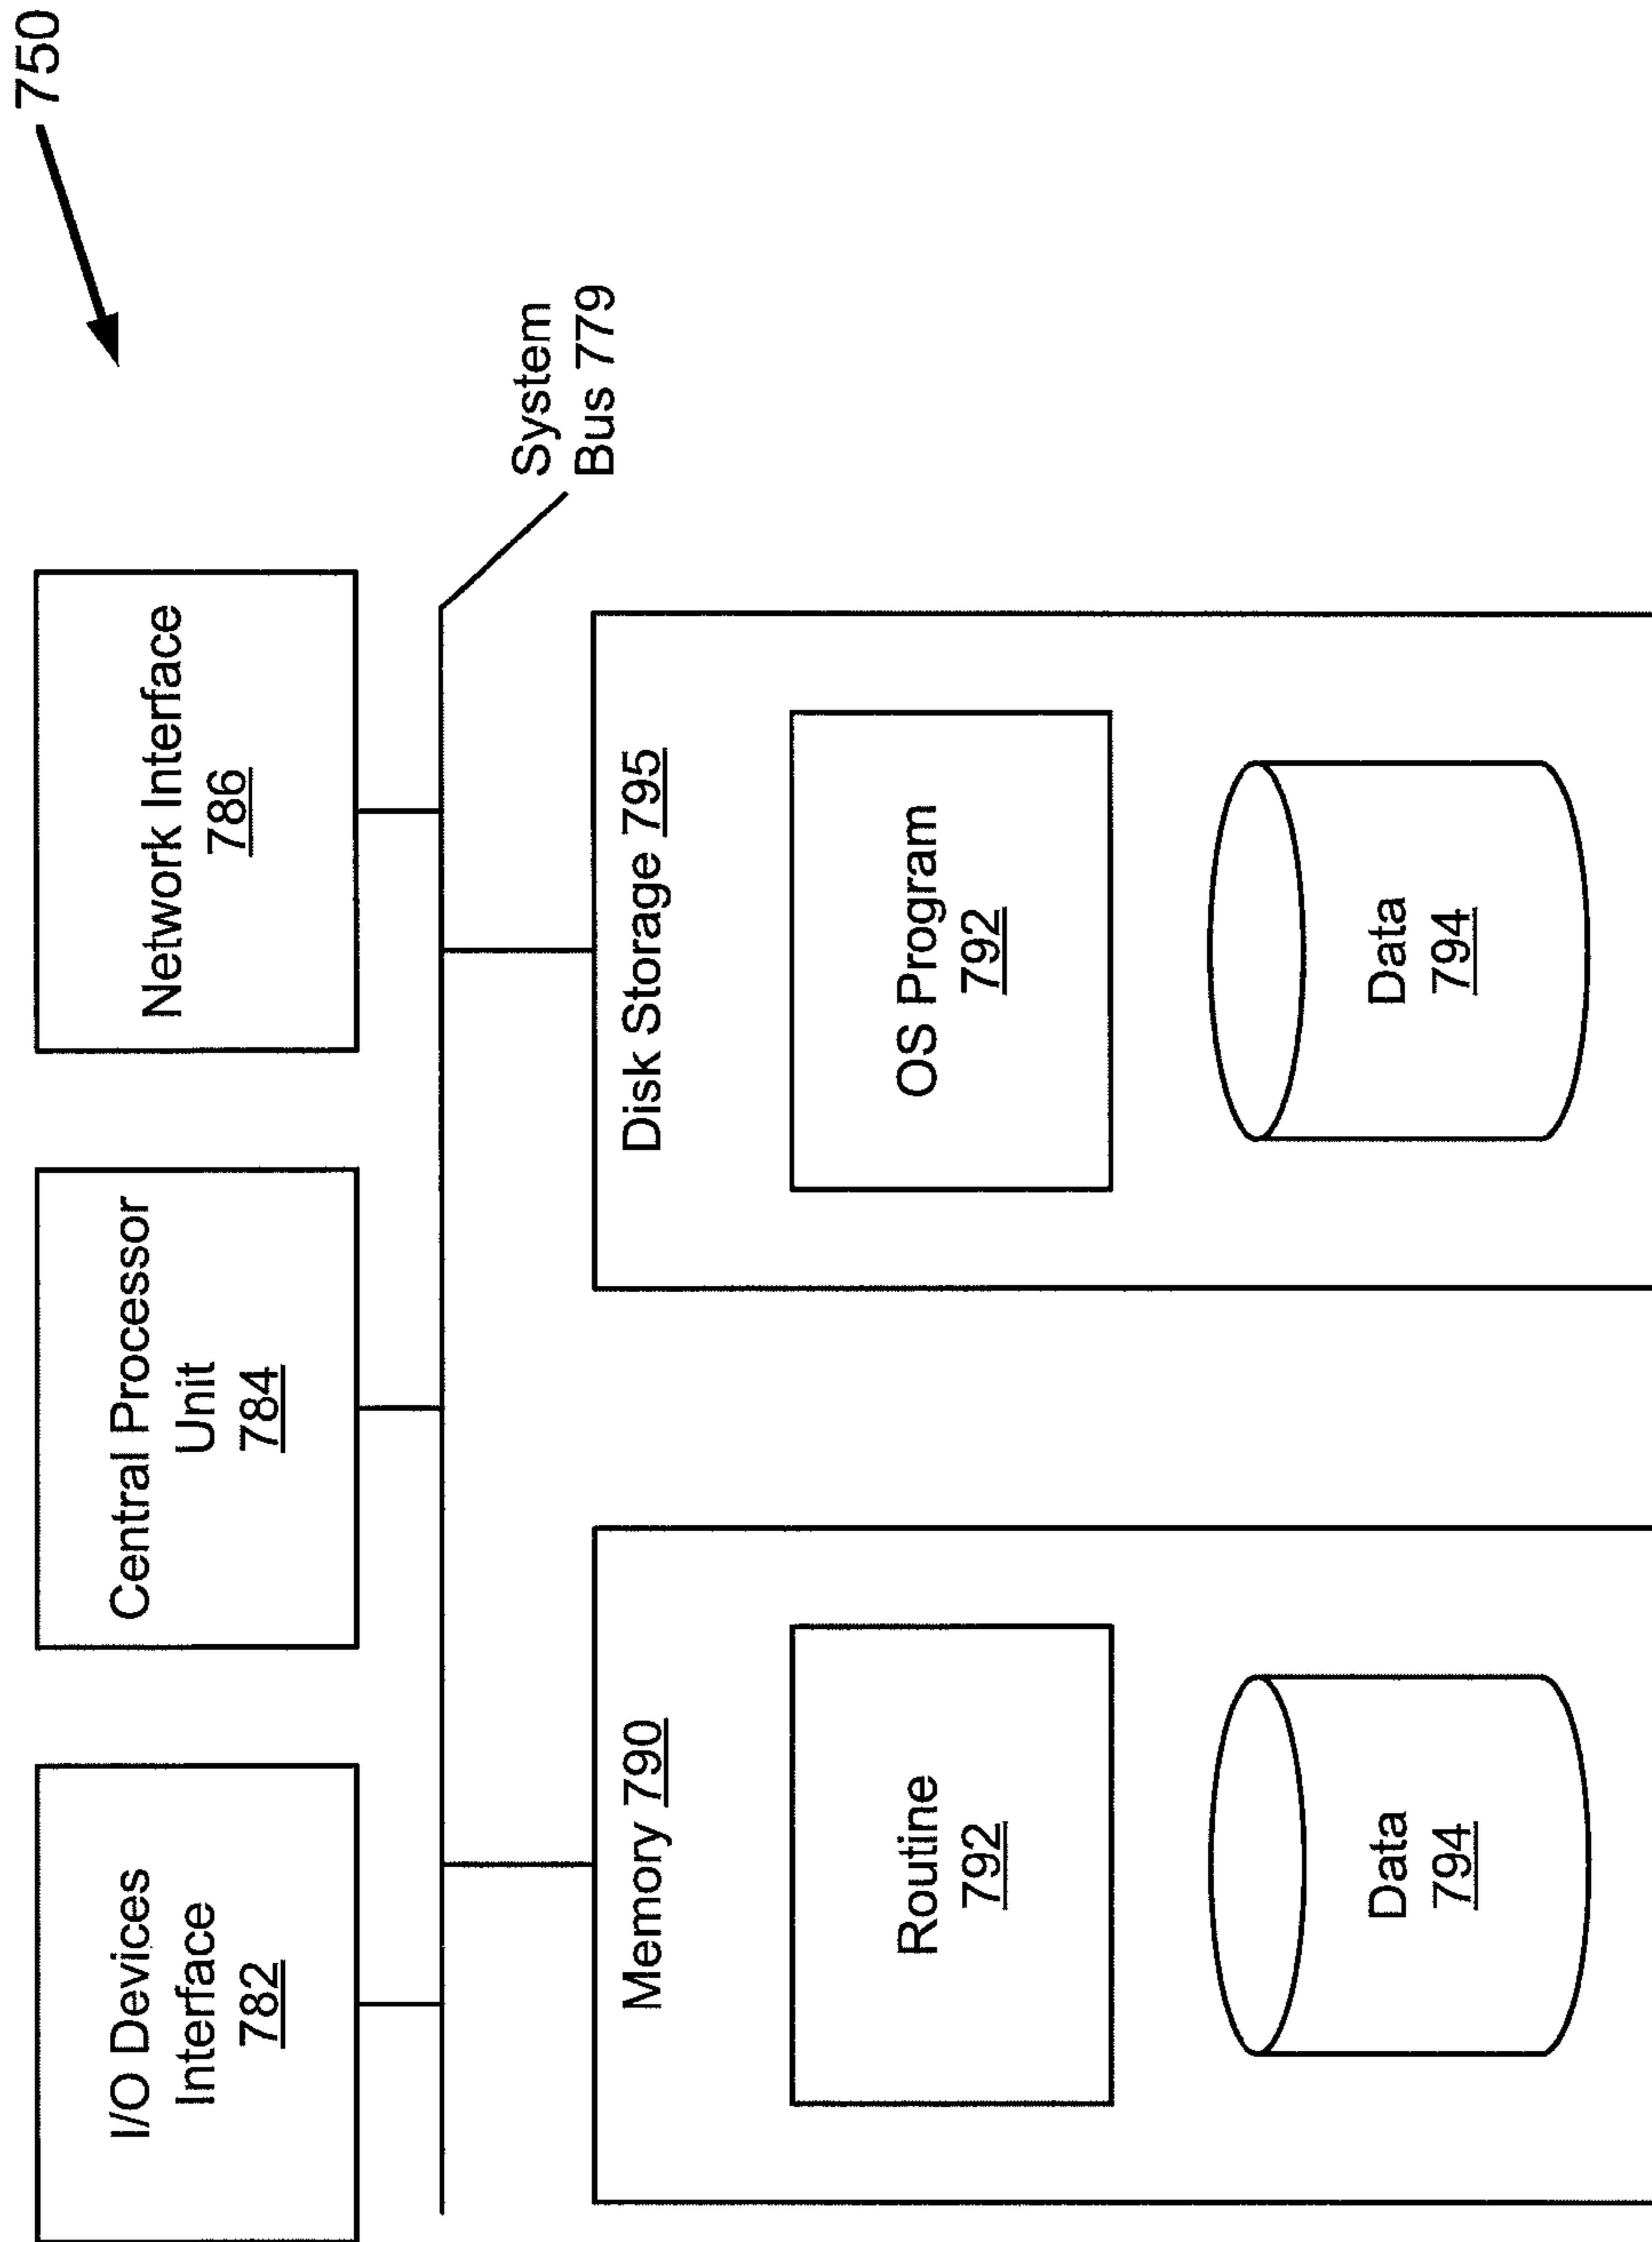 750
I/O Devices
Interface
782
Central Processor
Unit
784
Network Interface
786
System
Bus 779
Memory 790
Routine
792
Data
794
Disk Storage 795
OS Program
792
Data
794